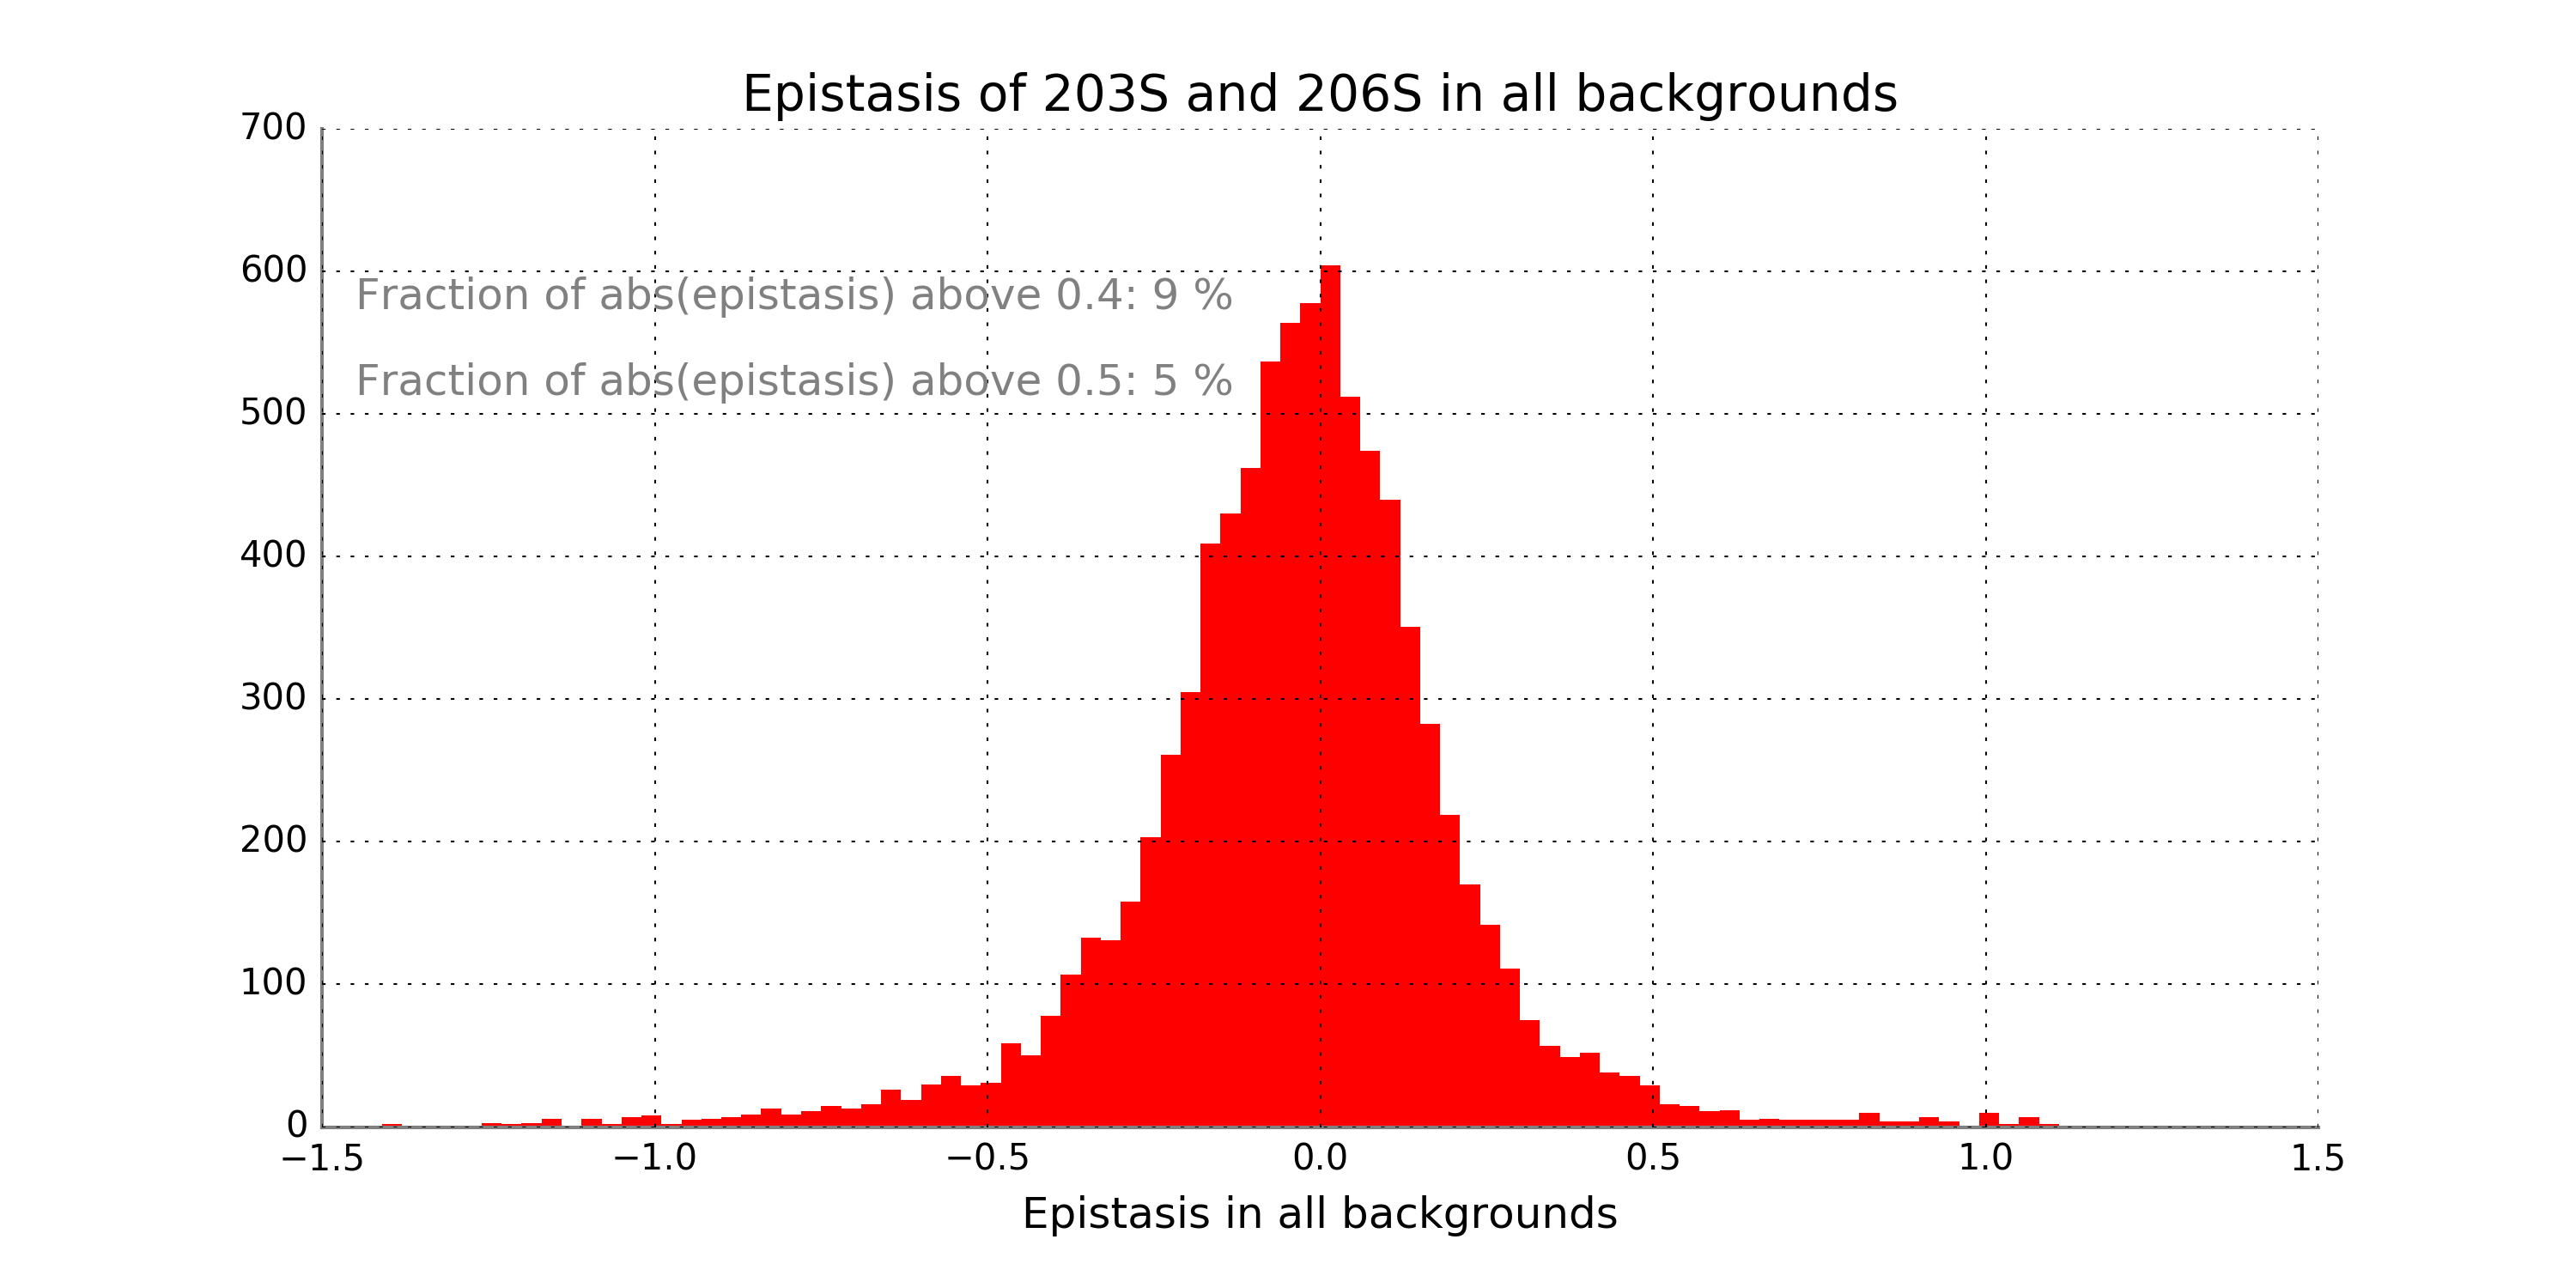 Epistasis of 203S and 206S in all backgrounds
700
600
Fraction of abs(epistasis) above 0.4: 9 %
Fraction of abs(epistasis) above 0.5: 5 %
500
400
300
200
100
0
−1.5 −1.0 −0.5 0.0 0.5 1.0 1.5
Epistasis in all backgrounds